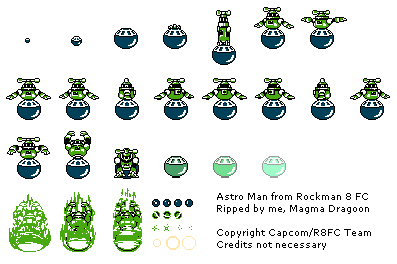 Astro Man from Rockman 8 FC
Ripped by me, Magma Dragoon
Copyright Capcom/R8FC Team
Credits not necessary